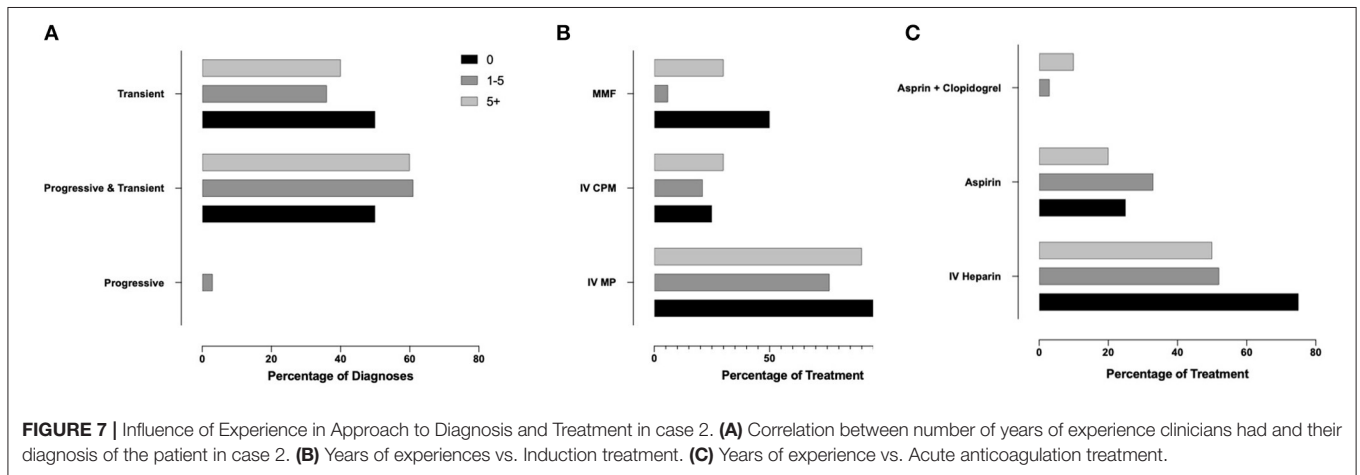 A
Transient
Progressive & Transient
Progressive
0
1-5
5+
0
20
40
60
80
Percentage of Diagnoses
B
MMF
IV CPM
IV MP
0
50
Percentage of Treatment
C
Asprin + Clopidogrel
Aspirin
IV Heparin
0
20
40
60
80
Percentage of Treatment
FIGURE 7 | Influence of Experience in Approach to Diagnosis and Treatment in case 2. (A) Correlation between number of years of experience clinicians had and their
diagnosis of the patient in case 2. (B) Years of experiences vs. Induction treatment. (C) Years of experience vs. Acute anticoagulation treatment.